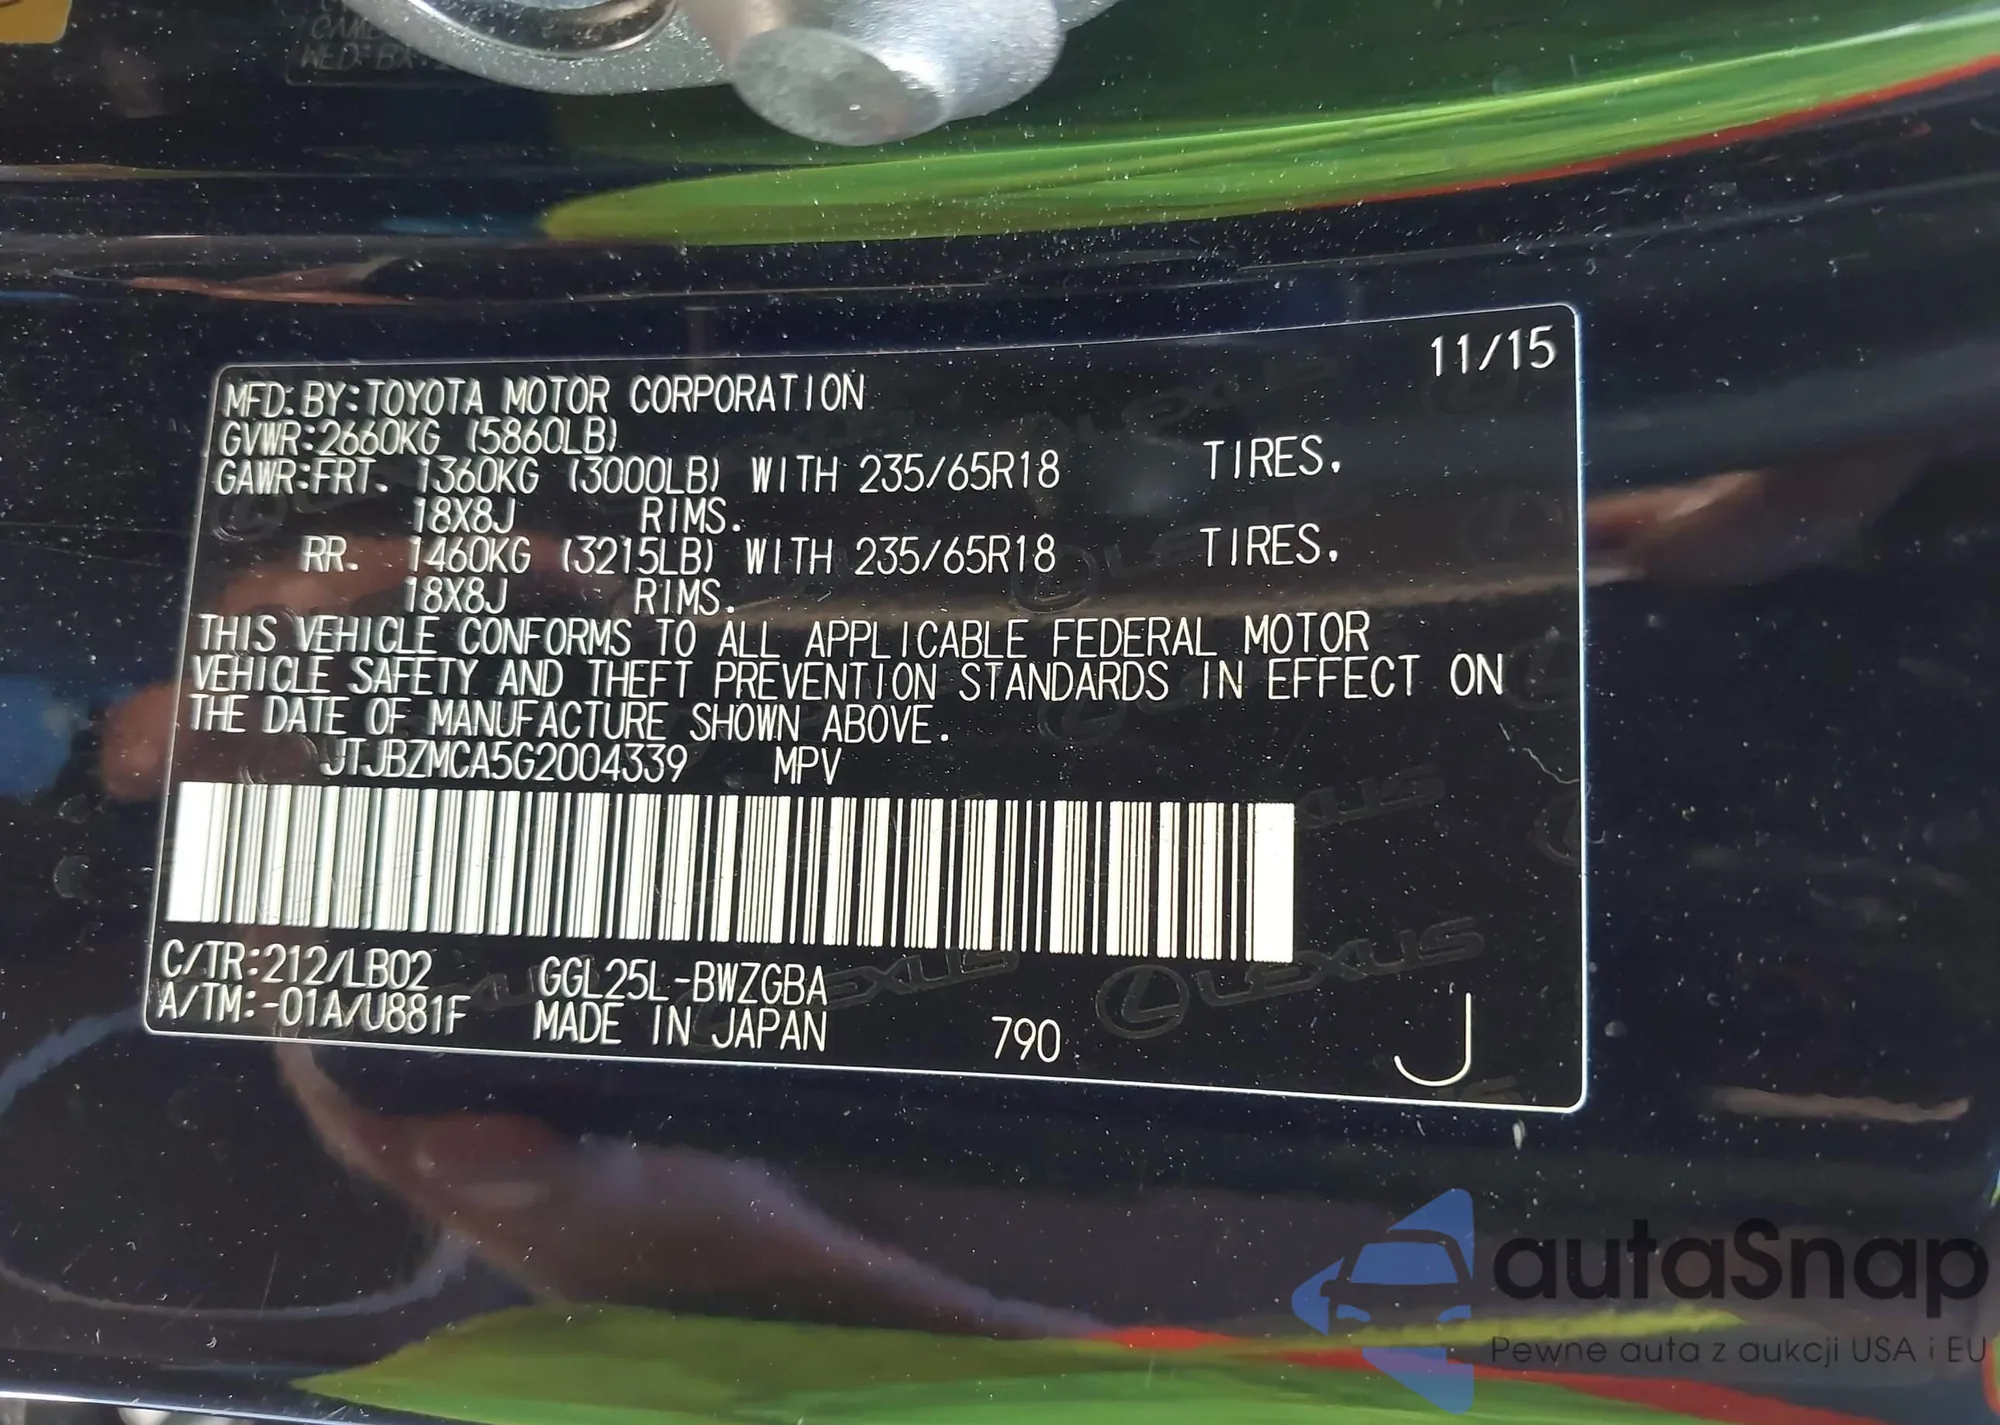 11/15
MFD. BY: TOYOTA MOTOR CORPORATION
GVWR:2660KG (5860LB)
GAWR:FRT. 1360KG (3000LB) WITH 235/65R18 TIRES,
18X8J RIMS.
RR. 1460KG (3215LB) WITH 235/65R18 TIRES,
18X8J RIMS.
THIS VEHICLE CONFORMS TO ALL APPLICABLE FEDERAL MOTOR
VEHICLE SAFETY AND THEFT PREVENTION STANDARDS IN EFFECT ON
THE DATE OF MANUFACTURE SHOWN ABOVE.
JTJBZMCA5G2004339 MPV
C/TR:212/LB02 GGL25L-BWZGBA
A/TM:-01A/U881F MADE IN JAPAN 790 J
LEXUS
autaSnap
Pewne auta z aukcji USA i EU